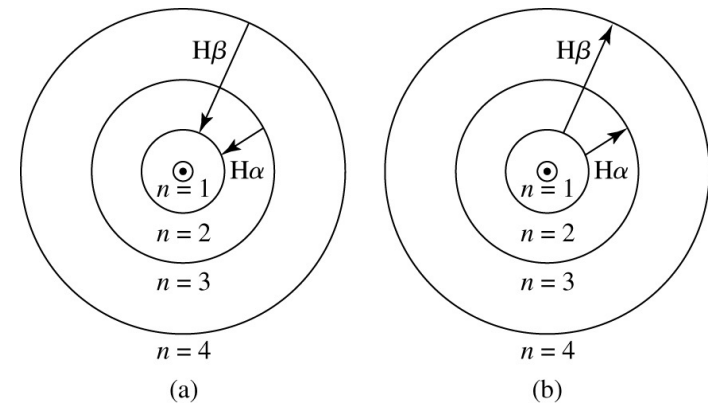 Hβ
Hα
n = 1
n = 2
n = 3
n = 4
(a)
Hβ
Hα
n = 1
n = 2
n = 3
n = 4
(b)